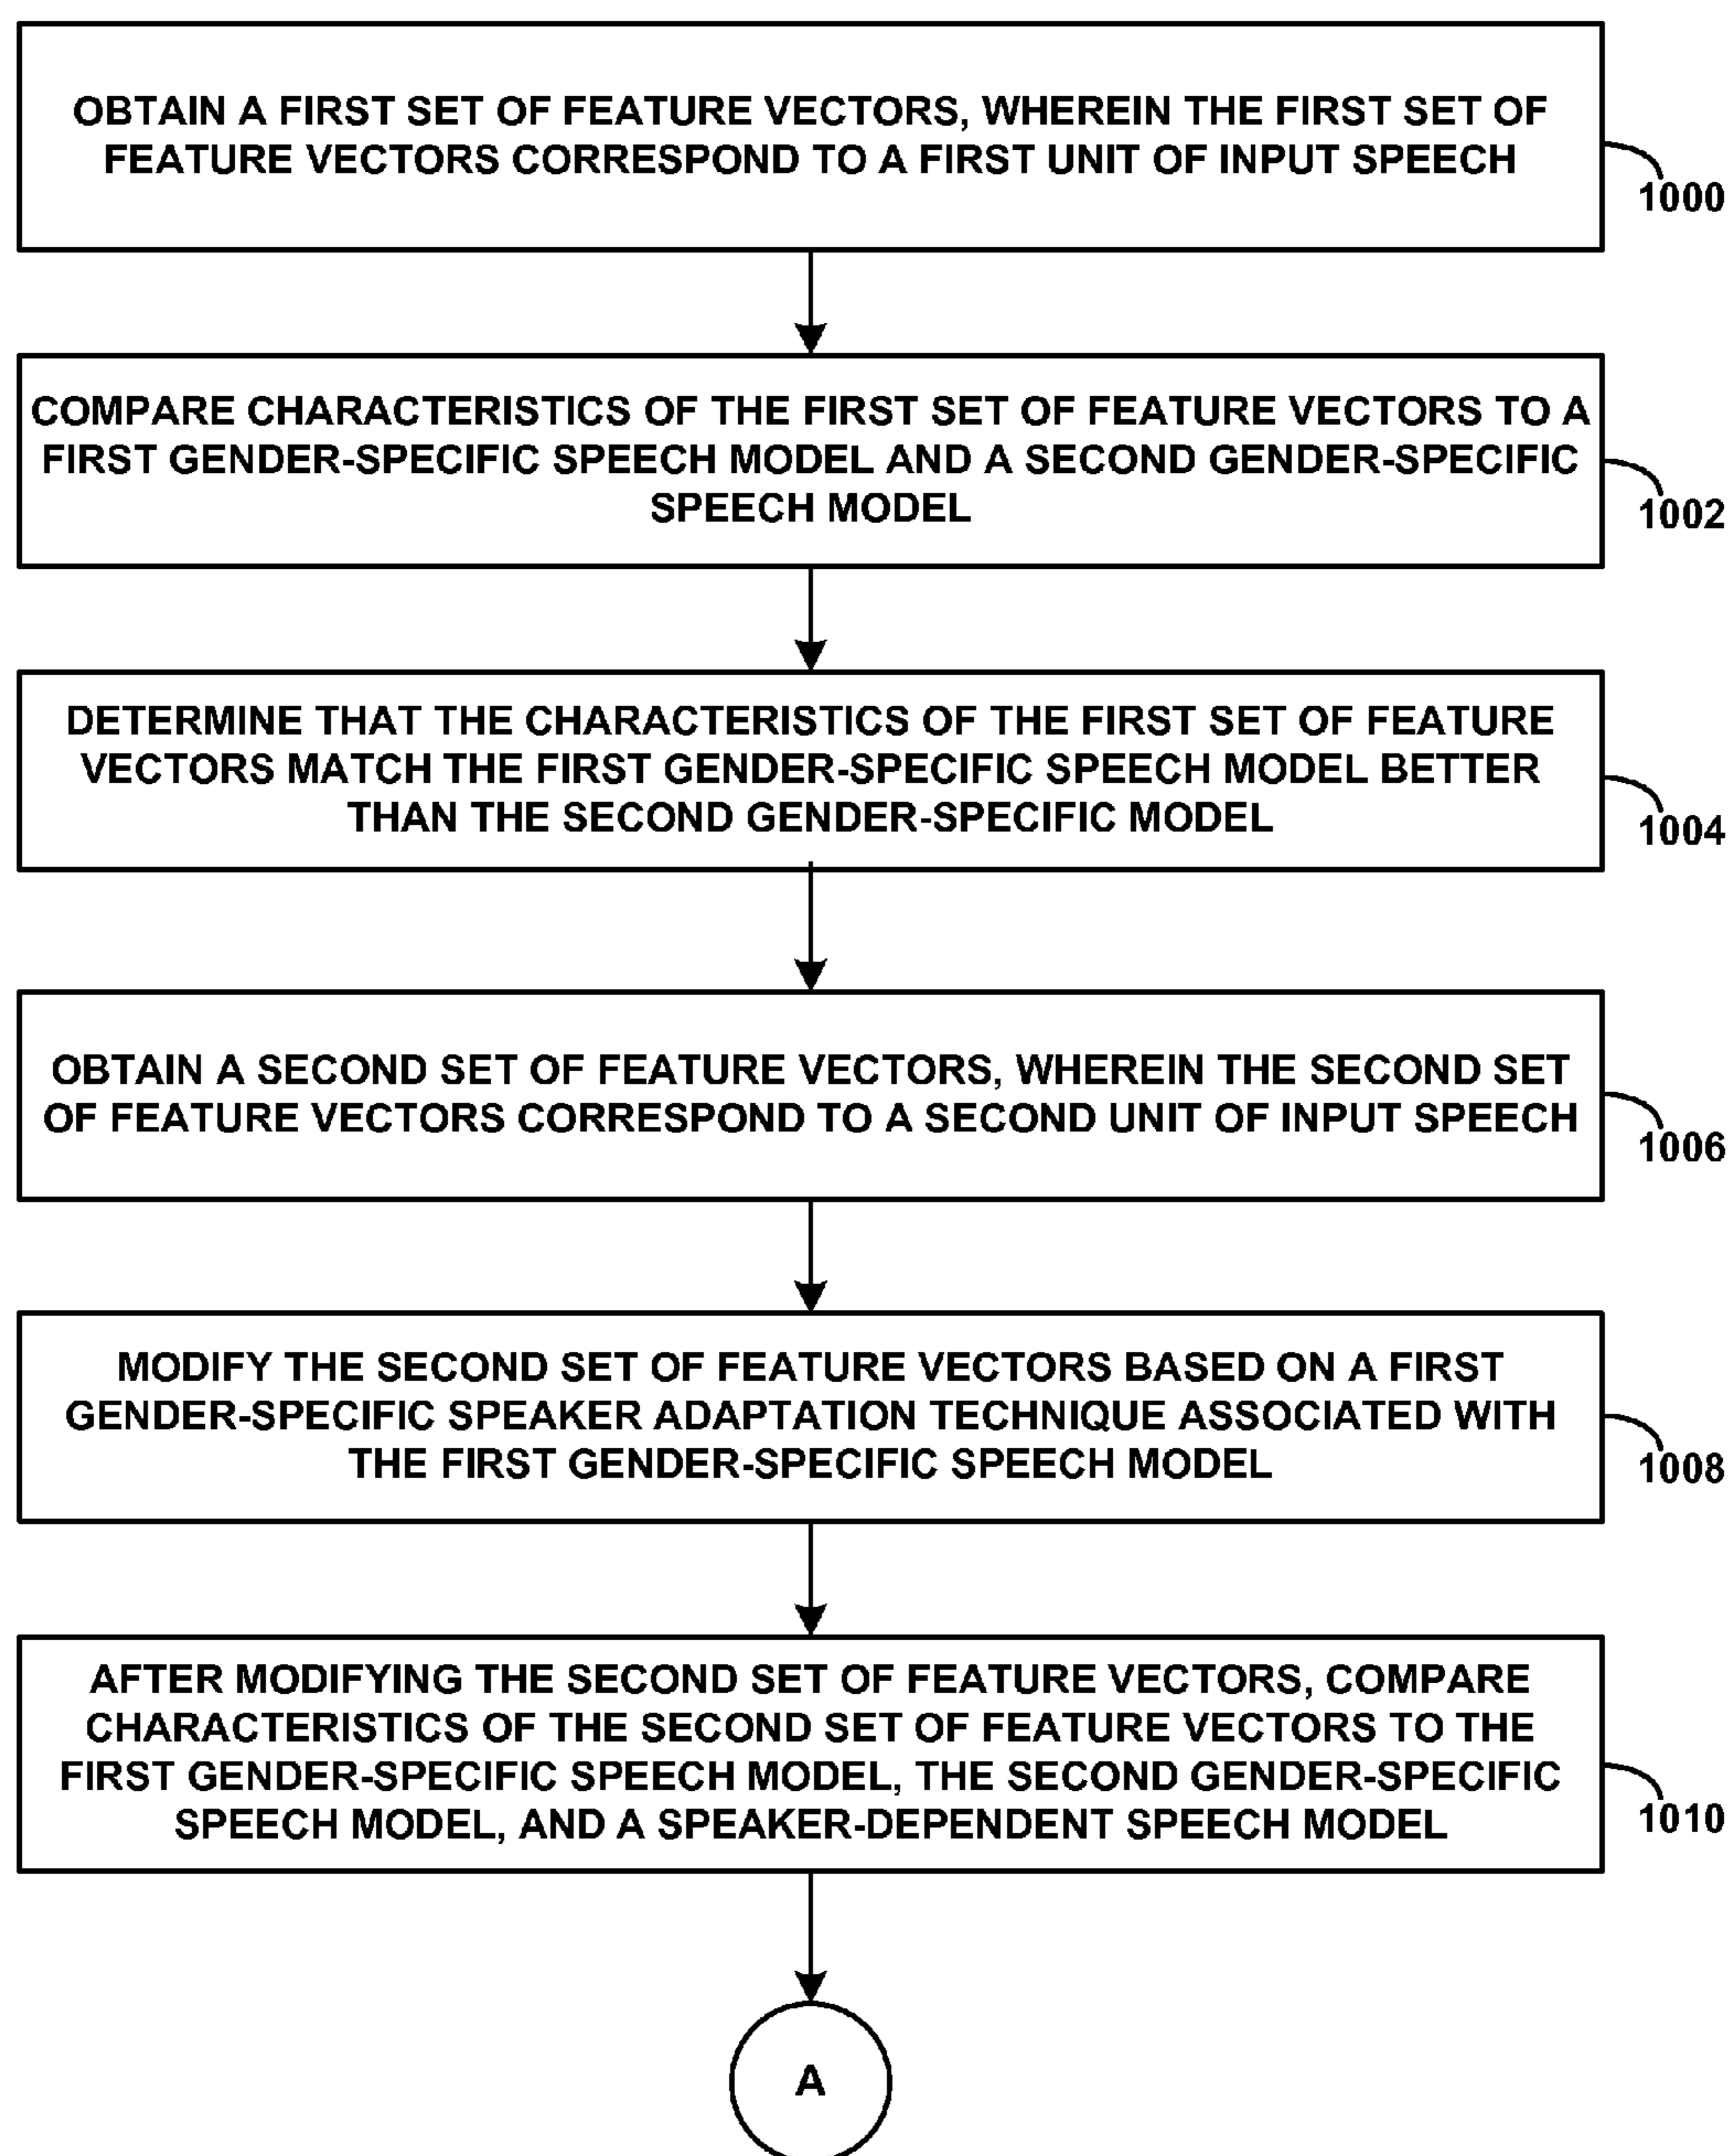 OBTAIN A FIRST SET OF FEATURE VECTORS, WHEREIN THE FIRST SET OF
FEATURE VECTORS CORRESPOND TO A FIRST UNIT OF INPUT SPEECH
1000
COMPARE CHARACTERISTICS OF THE FIRST SET OF FEATURE VECTORS TO A
FIRST GENDER-SPECIFIC SPEECH MODEL AND A SECOND GENDER-SPECIFIC
SPEECH MODEL
1002
DETERMINE THAT THE CHARACTERISTICS OF THE FIRST SET OF FEATURE
VECTORS MATCH THE FIRST GENDER-SPECIFIC SPEECH MODEL BETTER
THAN THE SECOND GENDER-SPECIFIC MODEL
1004
OBTAIN A SECOND SET OF FEATURE VECTORS, WHEREIN THE SECOND SET
OF FEATURE VECTORS CORRESPOND TO A SECOND UNIT OF INPUT SPEECH
1006
MODIFY THE SECOND SET OF FEATURE VECTORS BASED ON A FIRST
GENDER-SPECIFIC SPEAKER ADAPTATION TECHNIQUE ASSOCIATED WITH
THE FIRST GENDER-SPECIFIC SPEECH MODEL
1008
AFTER MODIFYING THE SECOND SET OF FEATURE VECTORS, COMPARE
CHARACTERISTICS OF THE SECOND SET OF FEATURE VECTORS TO THE
FIRST GENDER-SPECIFIC SPEECH MODEL, THE SECOND GENDER-SPECIFIC
SPEECH MODEL, AND A SPEAKER-DEPENDENT SPEECH MODEL
1010
A